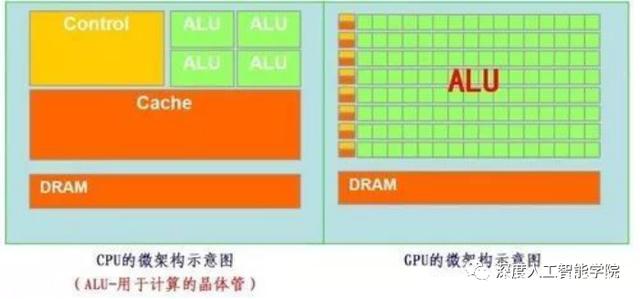 Control
ALU ALU
ALU ALU
Cache
DRAM
CPU的微架构示意图
(ALU-用于计算的晶体管)
ALU
DRAM
GPU的微架构示意图
深度人工智能学院